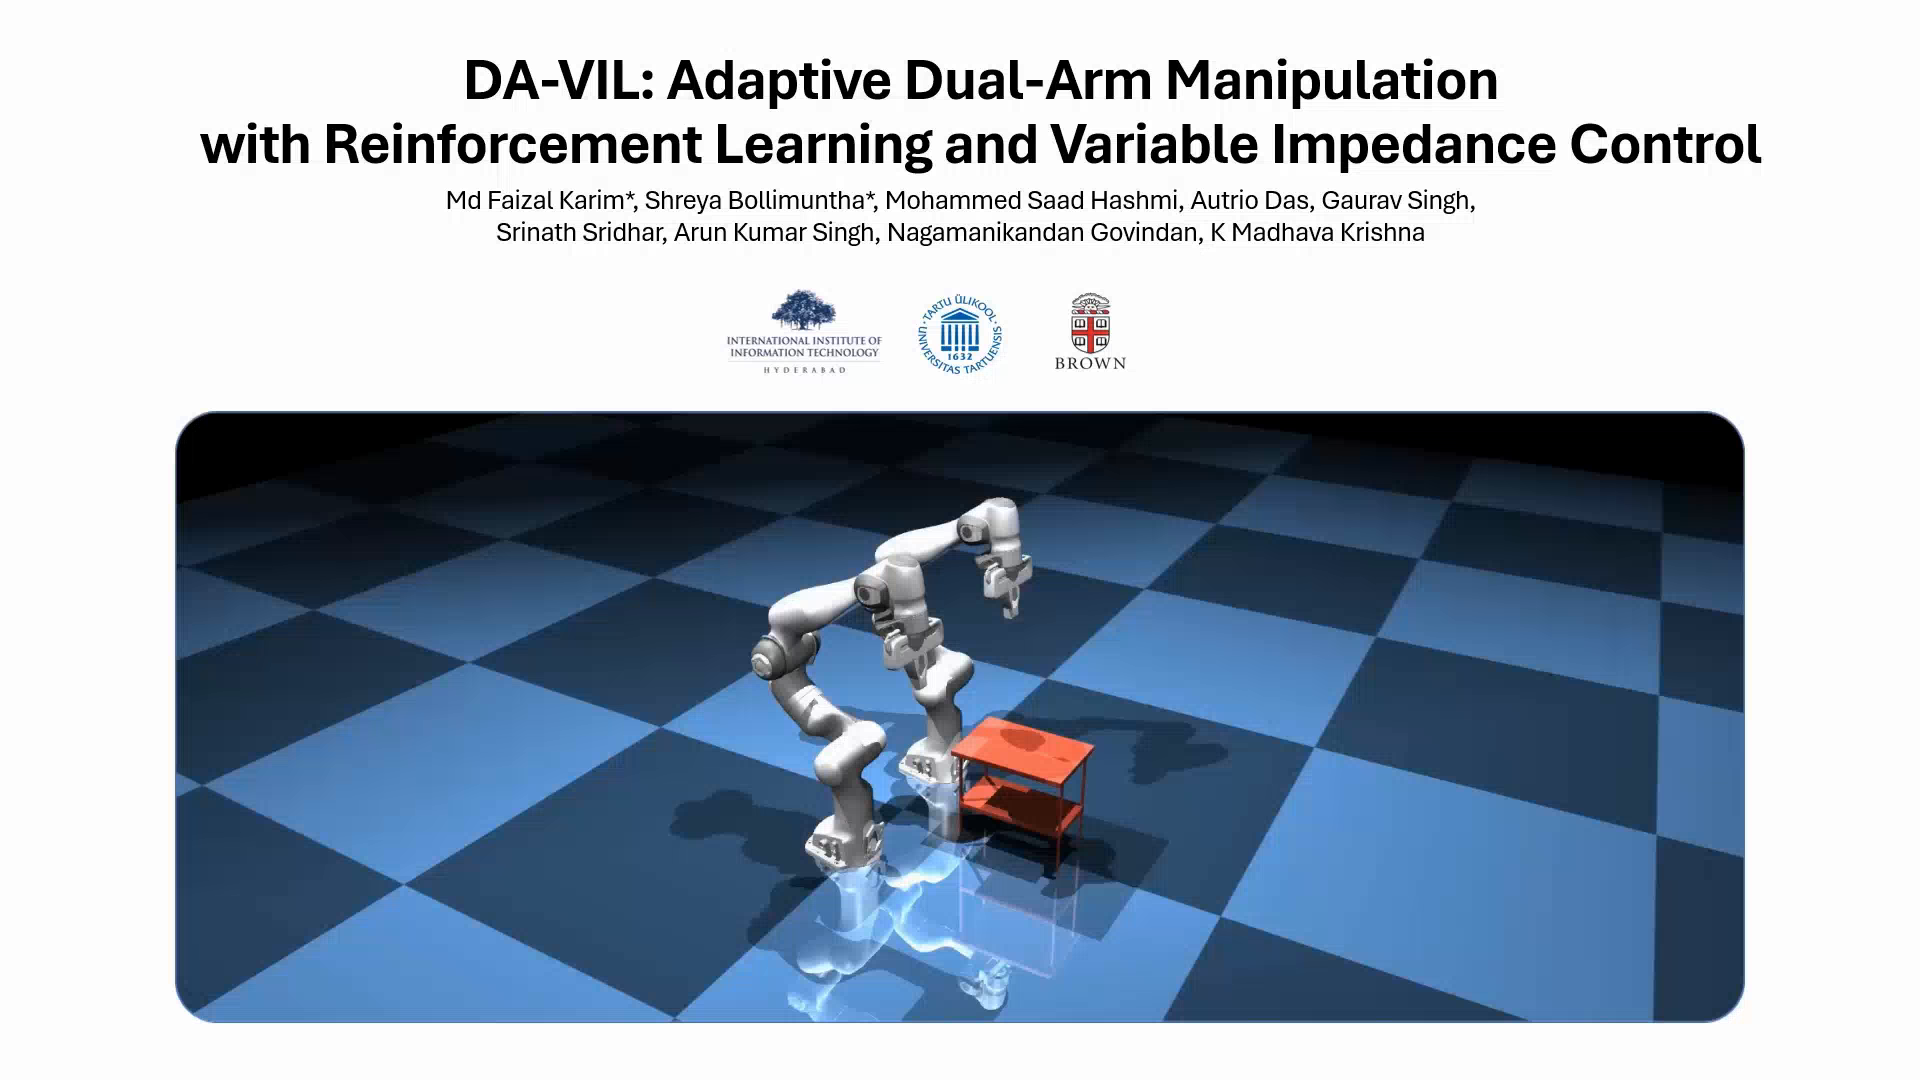 DA-VIL: Adaptive Dual-Arm Manipulation
with Reinforcement Learning and Variable Impedance Control
Md Faizal Karim*, Shreya Bollimuntha*, Mohammed Saad Hashmi, Autrio Das, Gaurav Singh,
Srinath Sridhar, Arun Kumar Singh, Nagamanikandan Govindan, K Madhava Krishna
INTERNATIONAL INSTITUTE OF
INFORMATION TECHNOLOGY
HYDERABAD
TARTU ÜLIKOOL
UNIVERSITAS TARTUENSIS
1632
BROWN